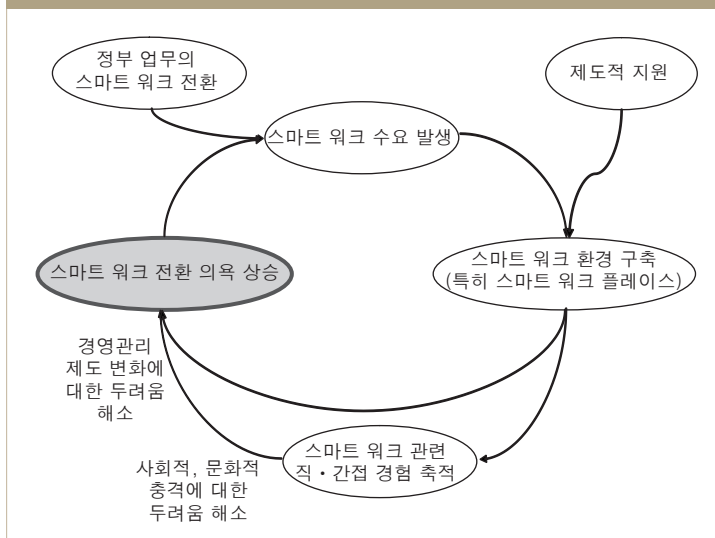 정부 업무의
스마트 워크 전환
제도적 지원
스마트 워크 수요 발생
스마트 워크 전환 의욕 상승
스마트 워크 환경 구축
(특히 스마트 워크 플레이스)
경영관리
제도 변화에
대한 두려움
해소
스마트 워크 관련
직・간접 경험 축적
사회적, 문화적
충격에 대한
두려움 해소